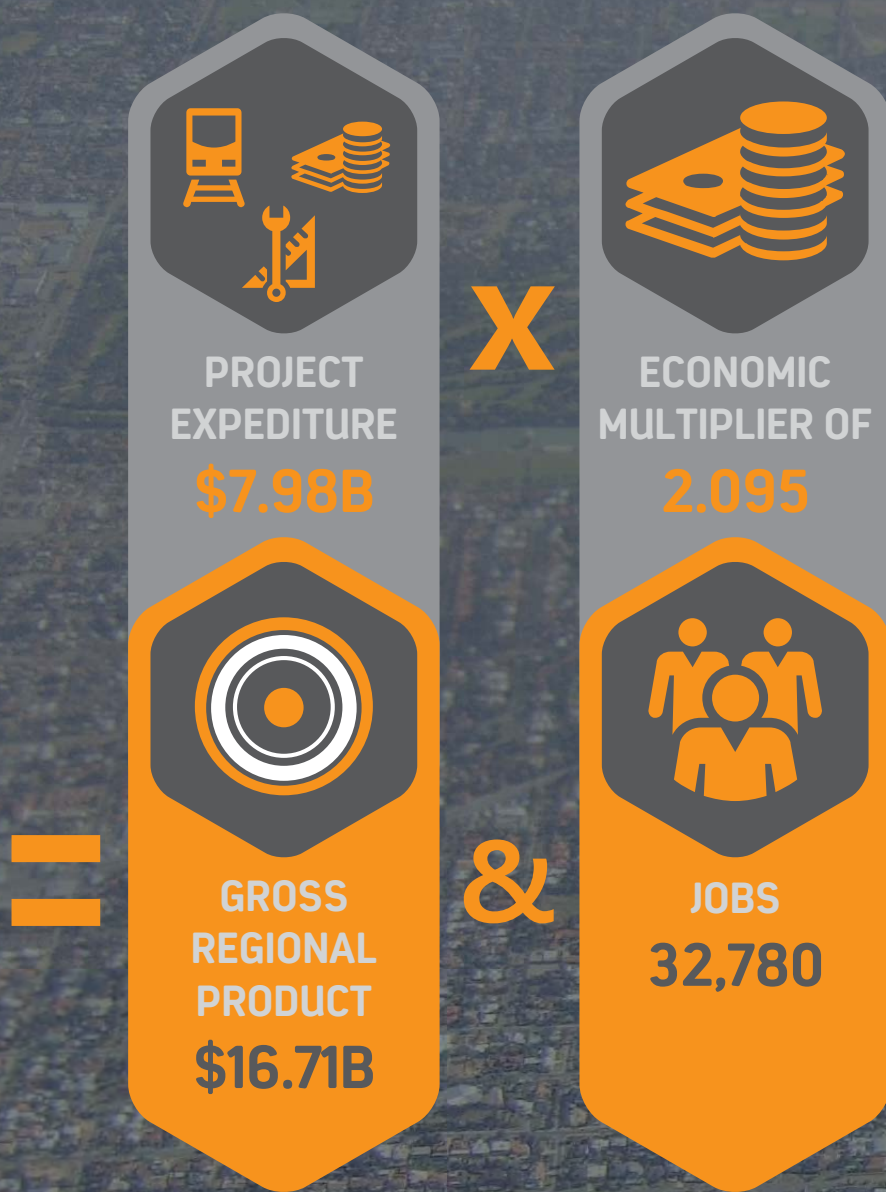 PROJECT
EXPEDITURE
$7.98B
x
ECONOMIC
MULTIPLIER OF
2.095
=
GROSS
REGIONAL
PRODUCT
$16.71B
&
JOBS
32,780